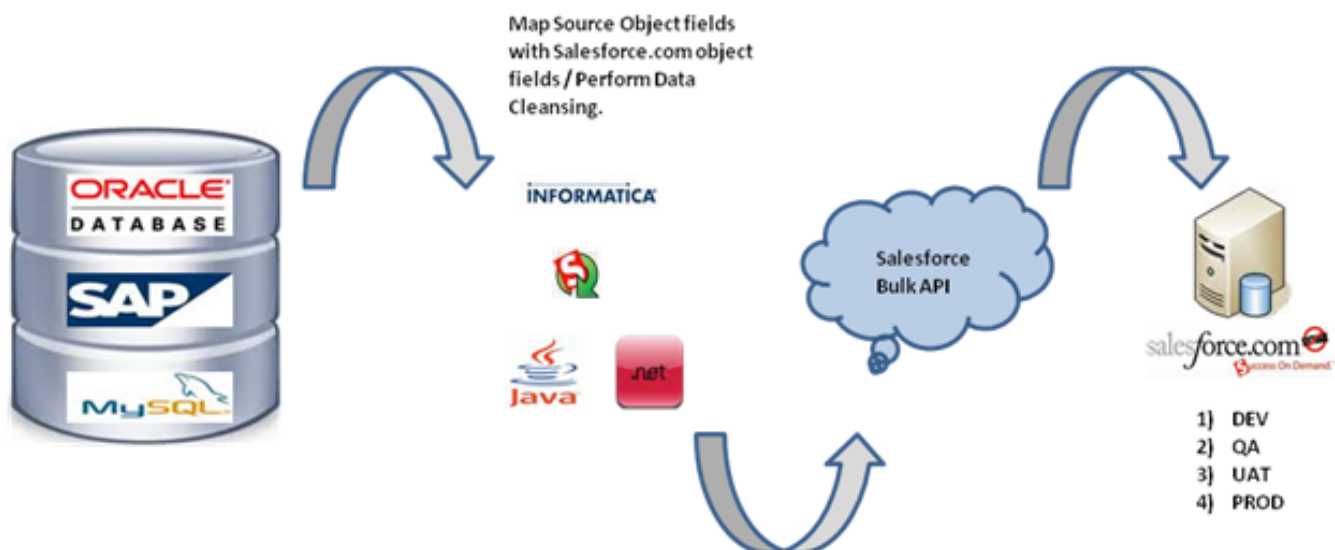 Map Source Object fields
with Salesforce.com object
fields / Perform Data
Cleansing.
ORACLE
DATABASE
SAP
MySQL
INFORMATICA
S
Java
.net
Salesforce
Bulk API
salesforce.com
Success On Demand.
1) DEV
2) QA
3) UAT
4) PROD